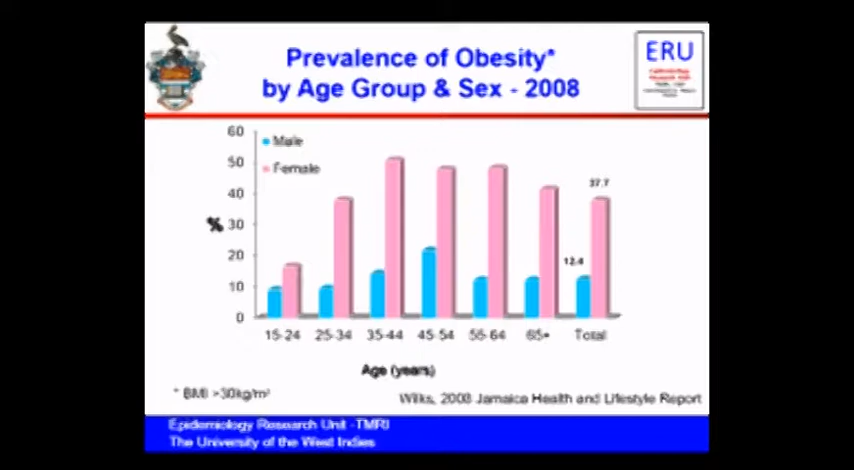 Prevalence of Obesity*
by Age Group & Sex - 2008
ERU
60
Male
50
Female
40
37.7
%
30
20
12.4
10
0
15-24 25-34 35-44 45-54 55-64 65+ Total
Age (years)
* BMI >30kg/m²
Wilks, 2008 Jamaica Health and Lifestyle Report
Epidemiology Research Unit -TMRI
The University of the West Indies